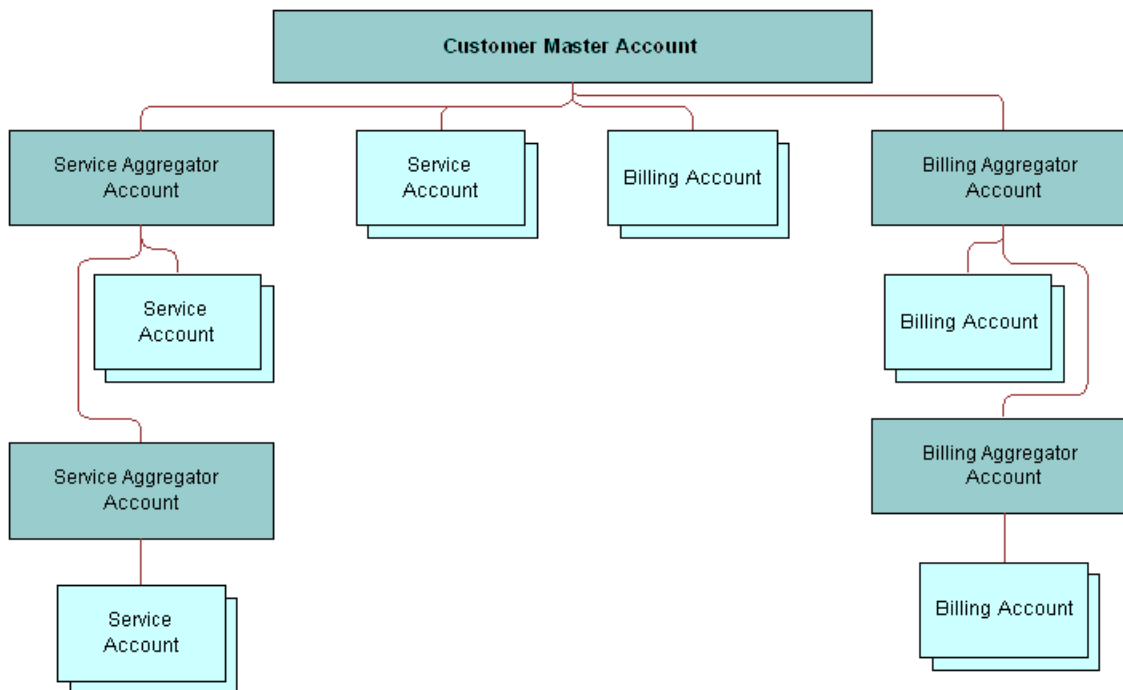 Customer Master Account
Service Aggregator
Account
Service
Account
Billing Account
Billing Aggregator
Account
Service
Account
Billing Account
Service Aggregator
Account
Billing Aggregator
Account
Service
Account
Billing Account